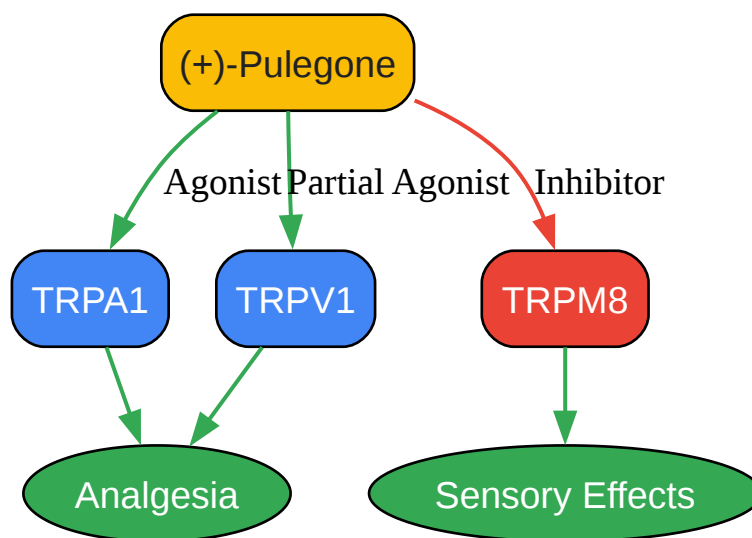 (+)-Pulegone
Agonist Partial Agonist Inhibitor
TRPA1 TRPV1 TRPM8
Analgesia Sensory Effects